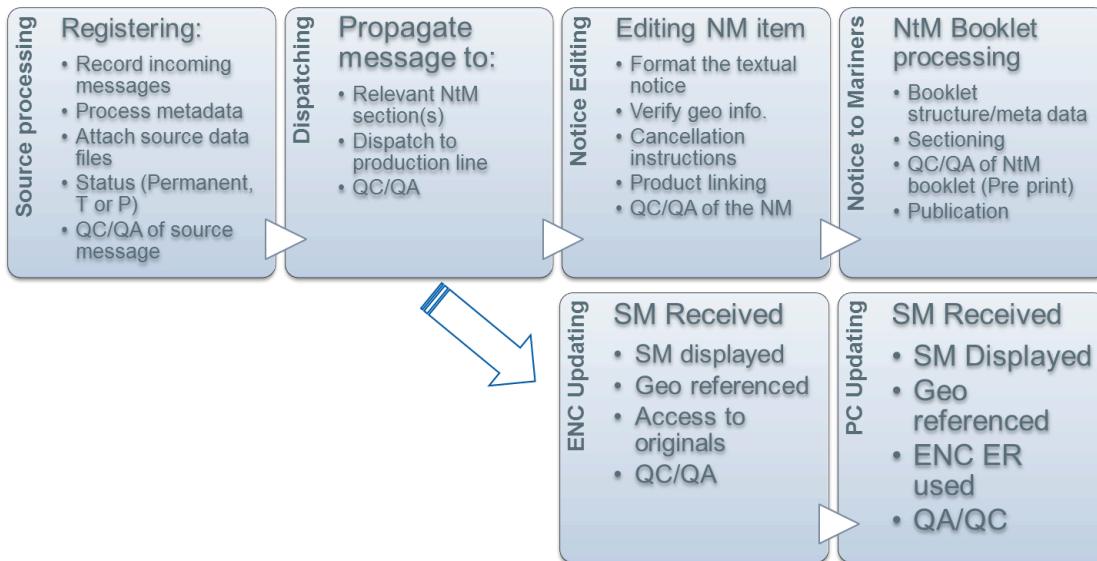 Source processing
Registering:
• Record incoming
messages
• Process metadata
• Attach source data
files
• Status (Permanent,
T or P)
• QC/QA of source
message
Dispatching
Propagate
message to:
• Relevant NtM
section(s)
• Dispatch to
production line
• QC/QA
Notice Editing
Editing NM item
• Format the textual
notice
• Verify geo info.
• Cancellation
instructions
• Product linking
• QC/QA of the NM
Notice to Mariners
NtM Booklet
processing
• Booklet
structure/meta data
• Sectioning
• QC/QA of NtM
booklet (Pre print)
• Publication
ENC Updating
SM Received
• SM displayed
• Geo referenced
• Access to
originals
• QC/QA
PC Updating
SM Received
• SM Displayed
• Geo
referenced
• ENC ER
used
• QA/QC